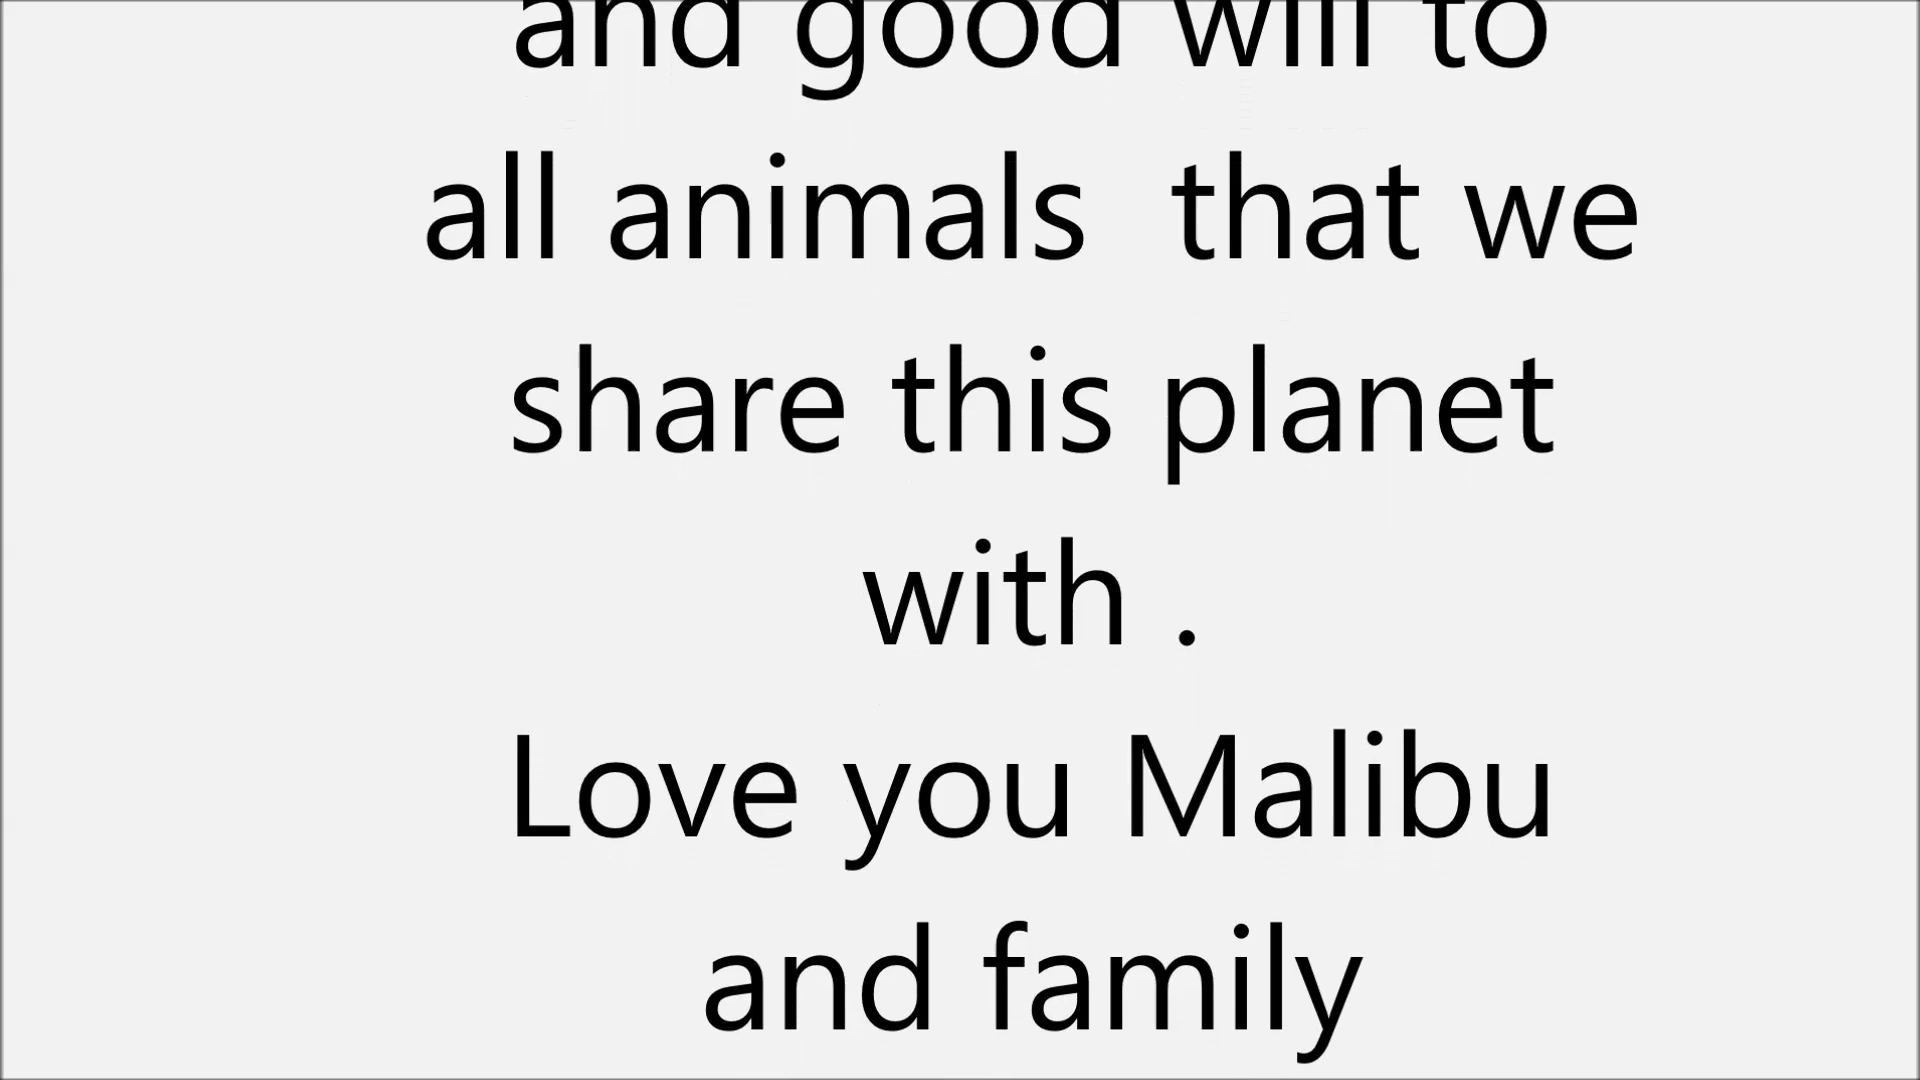 and good will to
all animals  that we
share this planet
with .
Love you Malibu
and family